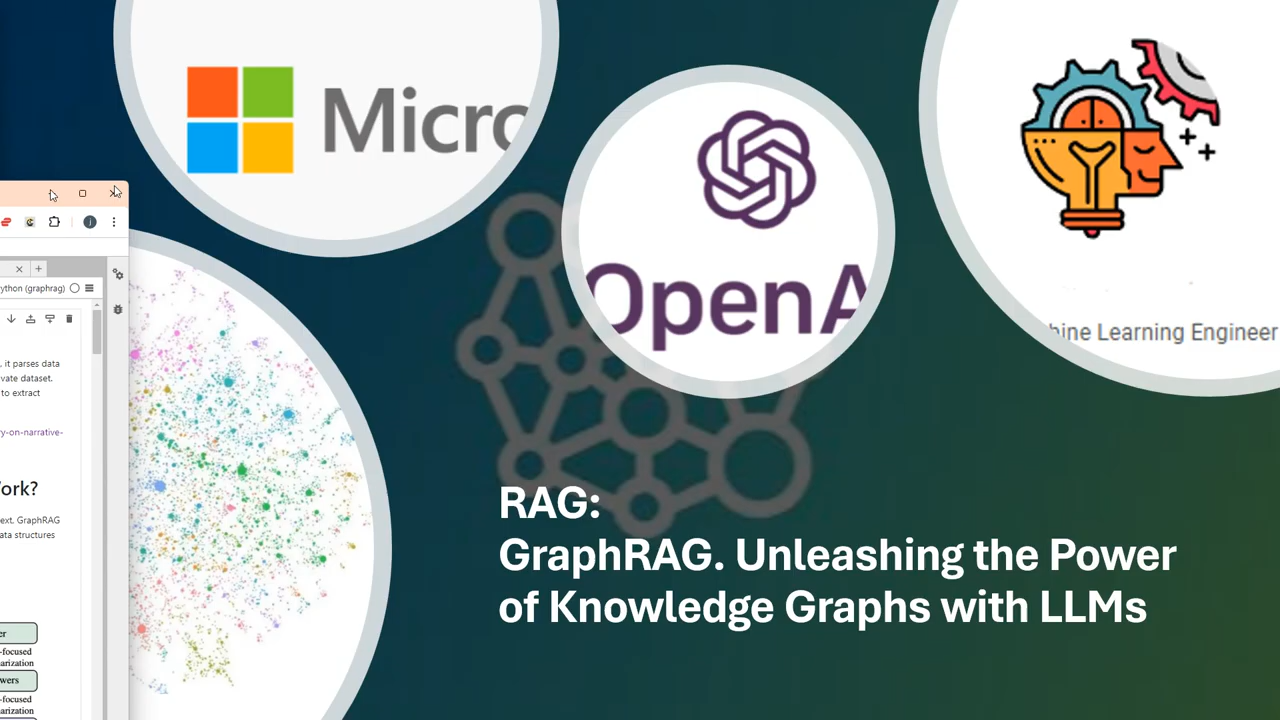 Micro
OpenA
hine Learning Engineer
ython (graphrag)
, it parses data
vate dataset.
to extract
y-on-narrative-
ork?
ext. GraphRAG
ata structures
er
-focused
arization
wers
-focused
arization
RAG:
GraphRAG. Unleashing the Power
of Knowledge Graphs with LLMs